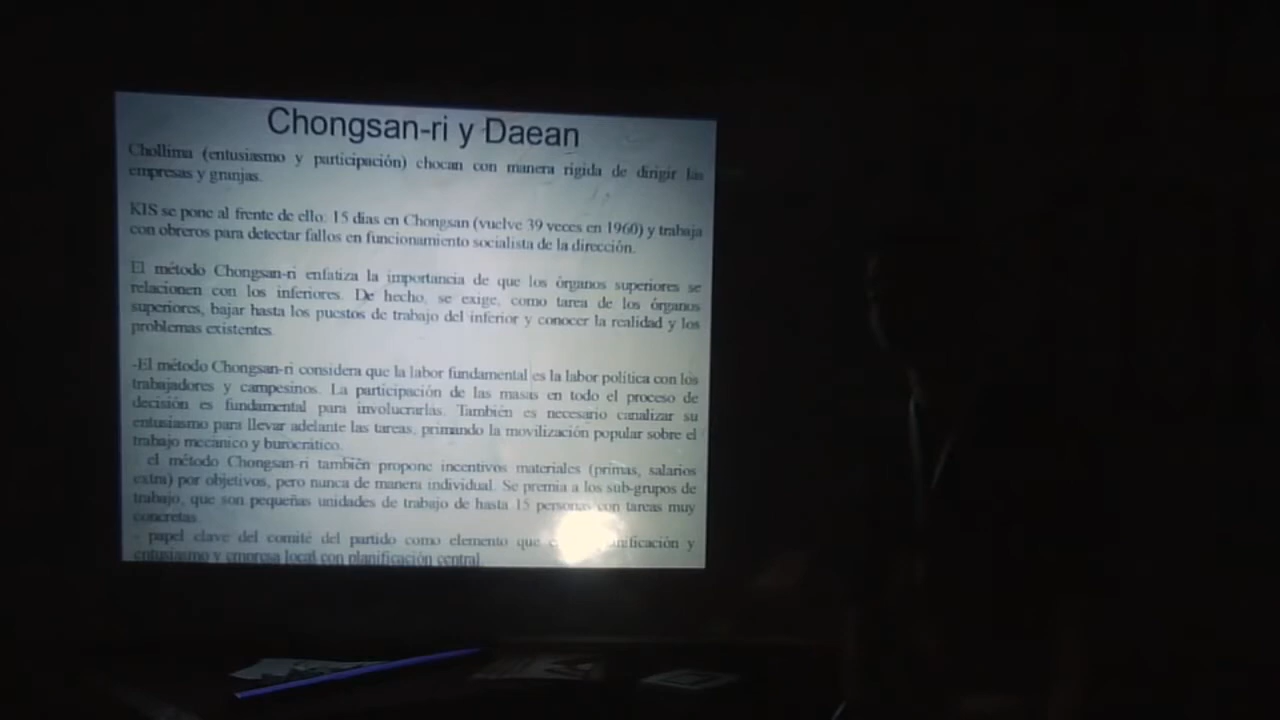 Chongsan-ri y Daean
Chollima (entusiasmo y participación) chocan con manera rigida de dirigir las
empresas y granjas.
KIS se pone al frente de ello. 15 dias en Chongsan (vuelve 39 veces en 1960) y trabaja
con obreros para detectar fallos en funcionamiento socialista de la dirección.
El método Chongsan-ri enfatiza la importancia de que los órganos superiores se
relacionen con los inferiores. De hecho, se exige, como tarea de los órganos
superiores, bajar hasta los puestos de trabajo del inferior y conocer la realidad y los
problemas existentes
-El método Chongsan-ri considera que la labor fundamental es la labor política con los
trabajadores y campesinos. La participación de las masas en todo el proceso de
decisión es fundamental para involucrarlas. También es necesario canalizar su
entusiasmo para llevar adelante las tareas, primando la movilización popular sobre el
trabajo mecánico y burocrático.
el método Chongsan-ri también propone incentivos materiales (primas, salarios
extra) por objetivos, pero nunca de manera individual. Se premia a los sub-grupos de
trabajo, que son pequeñas unidades de trabajo de hasta 15 personas con tareas muy
concretas.
- papel clave del comité del partido como elemento que y
entusiasmo y empresa local con planificación central.